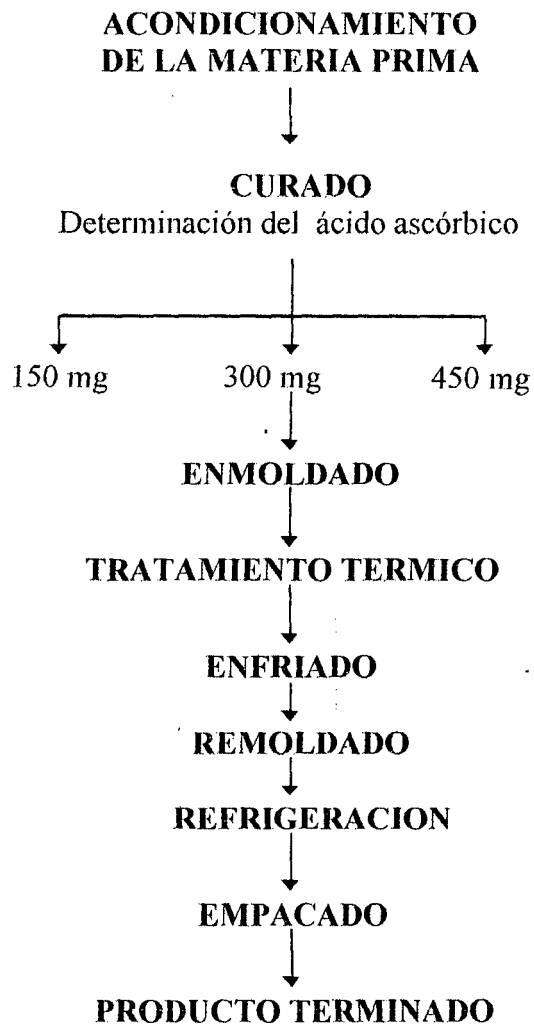 ACONDICIONAMIENTO
DE LA MATERIA PRIMA
CURADO
Determinación del ácido ascórbico
150 mg
300 mg
450 mg
ENMOLDADO
TRATAMIENTO TERMICO
ENFRIADO
REMOLDADO
REFRIGERACION
EMPACADO
PRODUCTO TERMINADO